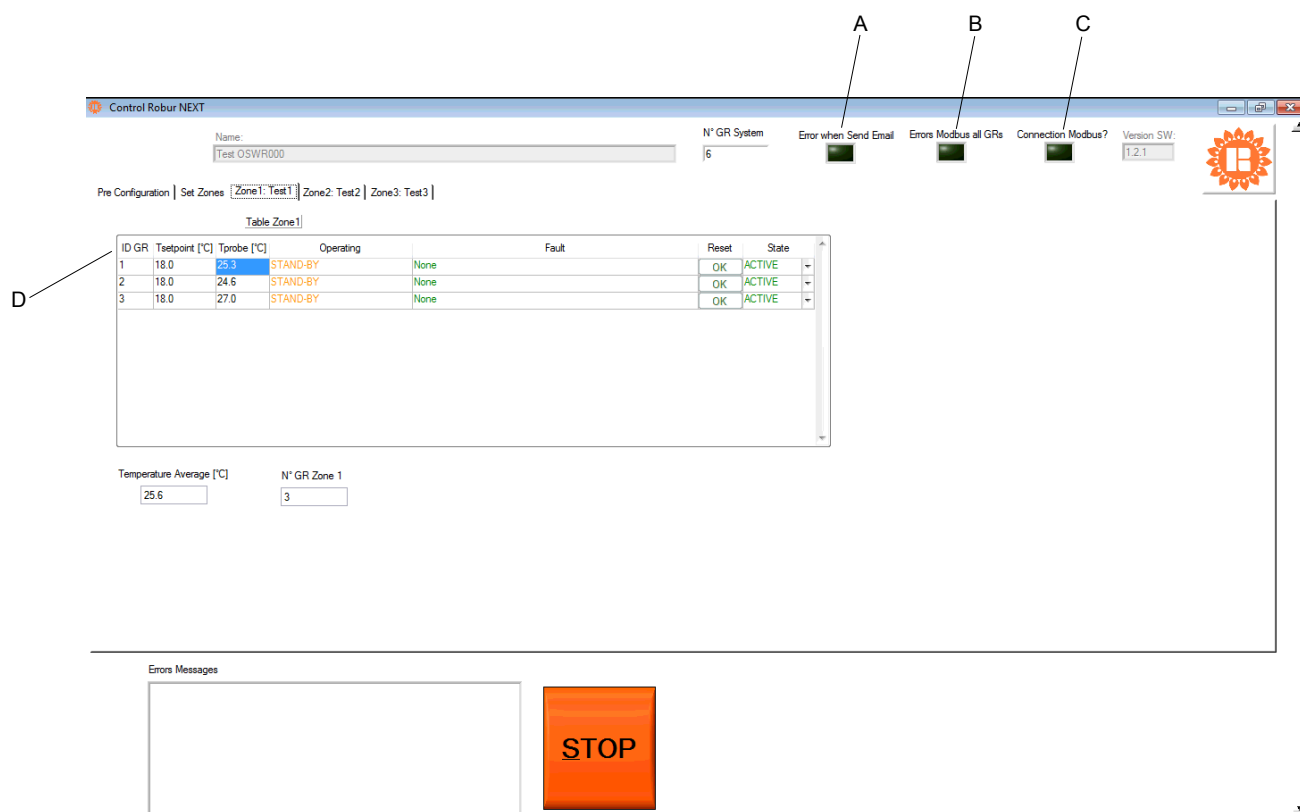 A B C
Control Robur NEXT
Name: N° GR System Error when Send Email Errors Modbus all GRs Connection Modbus? Version SW:
Test OSWR000 6 1.2.1
Pre Configuration Set Zones Zone1: Test1 Zone2: Test2 Zone3: Test3
Table Zone1
ID GR Tsetpoint [°C] Tprobe [°C] Operating Fault Reset State
1 18.0 25.3 STAND-BY None OK ACTIVE
2 18.0 24.6 STAND-BY None OK ACTIVE
3 18.0 27.0 STAND-BY None OK ACTIVE
D
Temperature Average [°C] N° GR Zone 1
25.6 3
Errors Messages
STOP